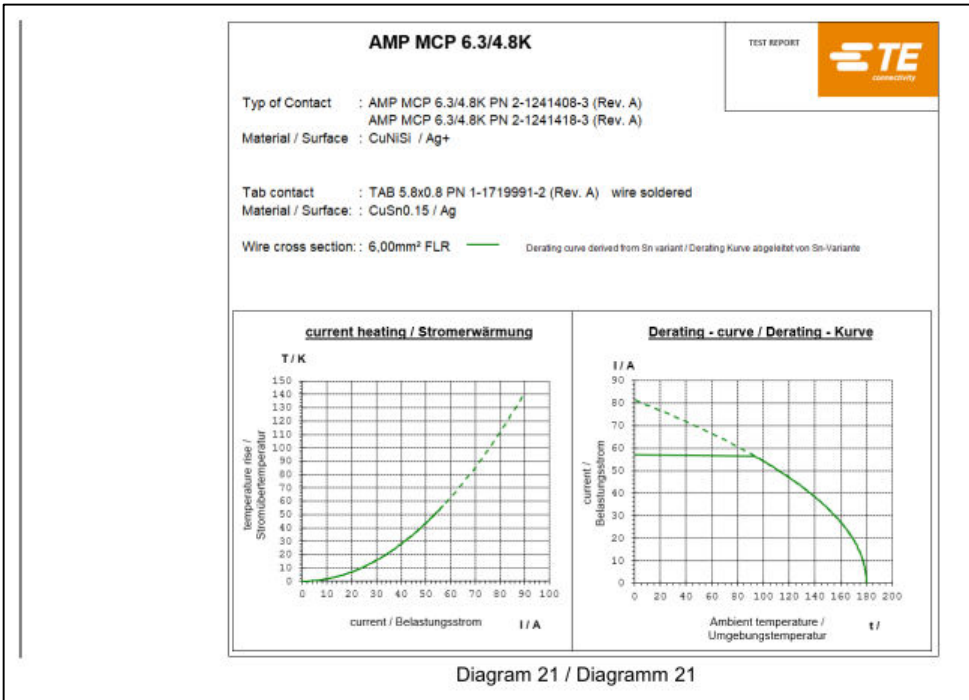 AMP MCP 6.3/4.8K
TEST REPORT
TE
connectivity
Typ of Contact : AMP MCP 6.3/4.8K PN 2-1241408-3 (Rev. A)
AMP MCP 6.3/4.8K PN 2-1241418-3 (Rev. A)
Material / Surface : CuNiSi / Ag+
Tab contact : TAB 5.8x0.8 PN 1-1719991-2 (Rev. A) wire soldered
Material / Surface: : CuSn0.15 / Ag
Wire cross section: : 6,00mm² FLR
Derating curve derived from Sn variant / Derating Kurve abgeleitet von Sn-Variante
current heating / Stromerwärmung
T / K
150
140
130
120
110
100
90
80
70
60
50
40
30
20
10
0
temperature rise /
Stromübertemperatur
0 10 20 30 40 50 60 70 80 90 100
current / Belastungsstrom I / A
Derating - curve / Derating - Kurve
I / A
90
80
70
60
50
40
30
20
10
0
current /
Belastungsstrom
0 20 40 60 80 100 120 140 160 180 200
Ambient temperature /
Umgebungstemperatur
t /
Diagram 21 / Diagramm 21